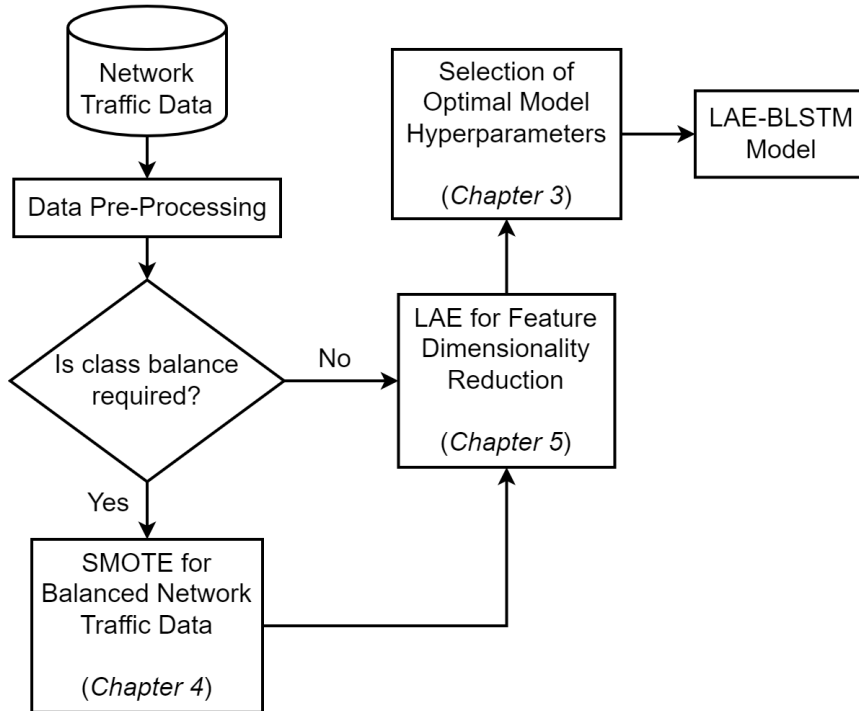 Network
Traffic Data
Data Pre-Processing
Is class balance
required?
No
Yes
SMOTE for
Balanced Network
Traffic Data
(Chapter 4)
LAE for Feature
Dimensionality
Reduction
(Chapter 5)
Selection of
Optimal Model
Hyperparameters
(Chapter 3)
LAE-BLSTM
Model